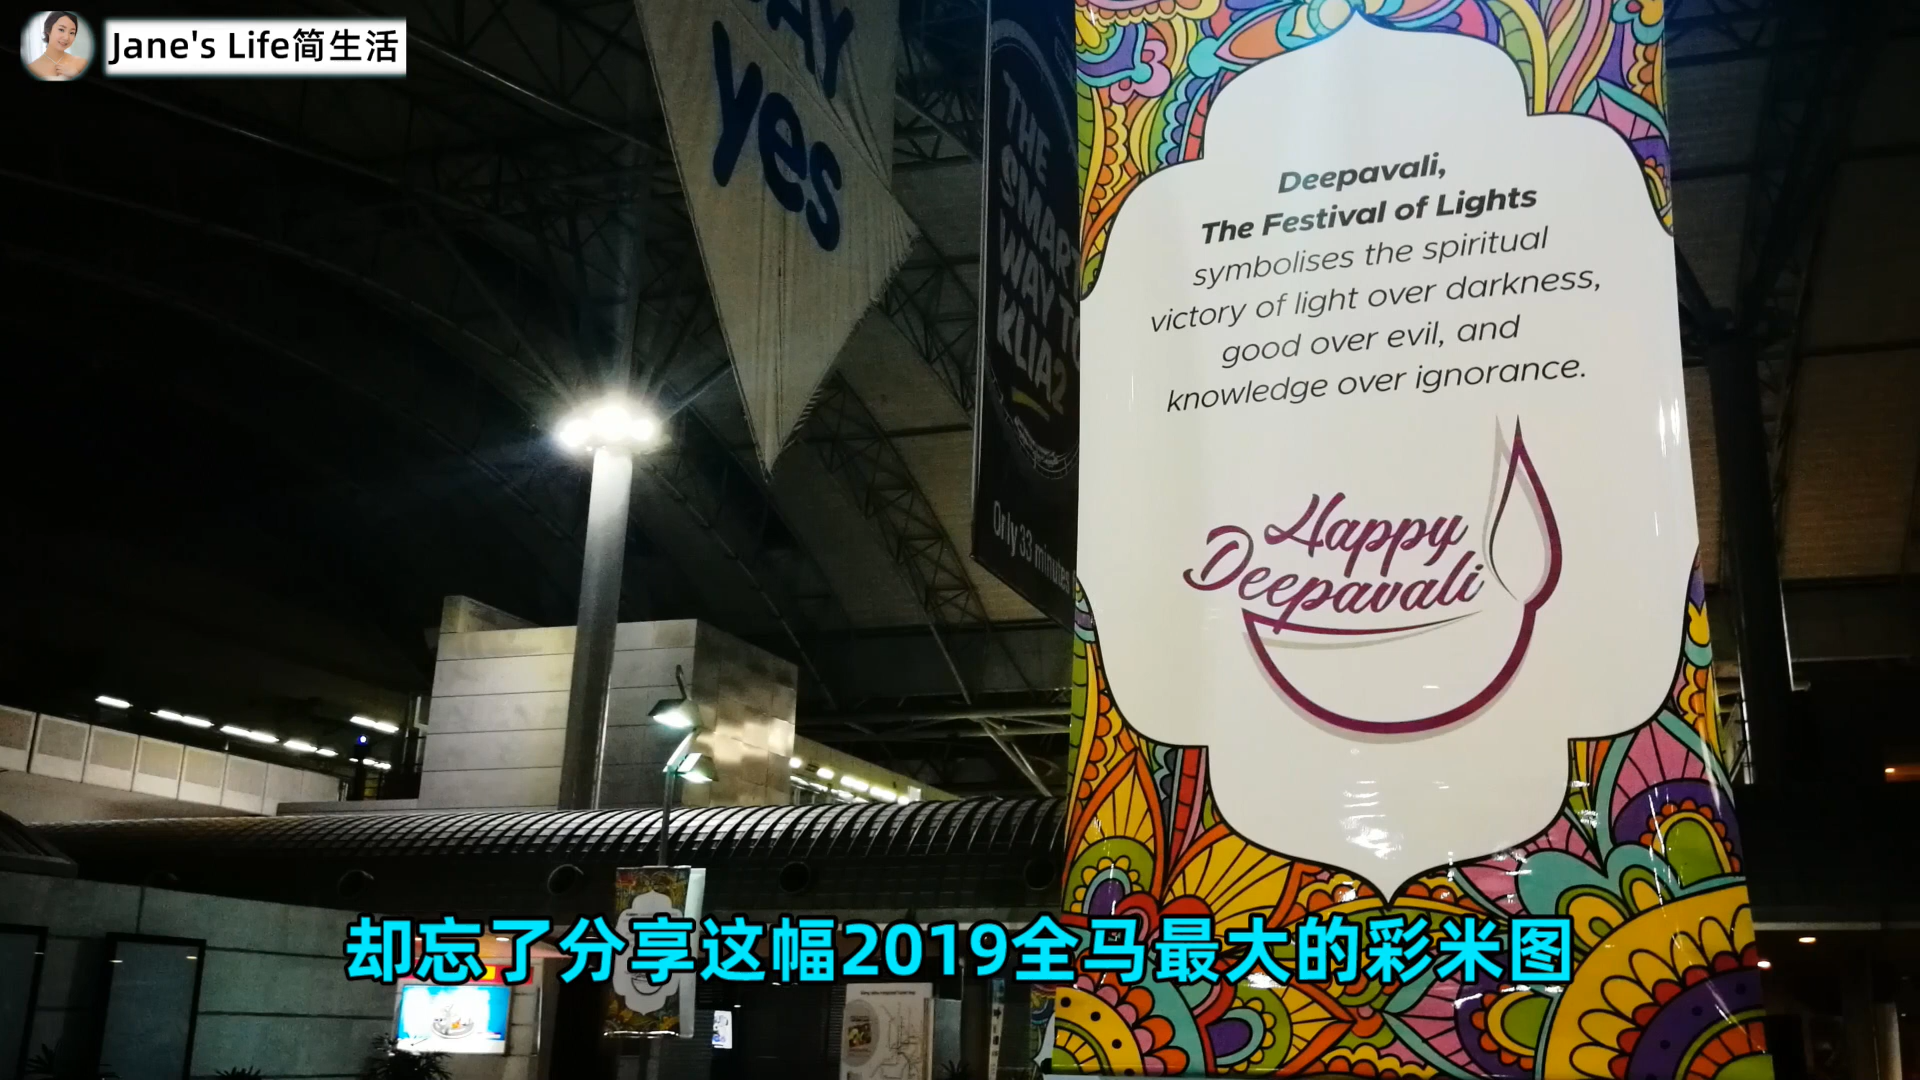 Jane's Life简生活
yes
THE
SMART
WAY TO
KLIA2
Only 33 minutes
Deepavali,
The Festival of Lights
symbolises the spiritual
victory of light over darkness,
good over evil, and
knowledge over ignorance.
Happy
Deepavali
却忘了分享这幅2019全马最大的彩米图